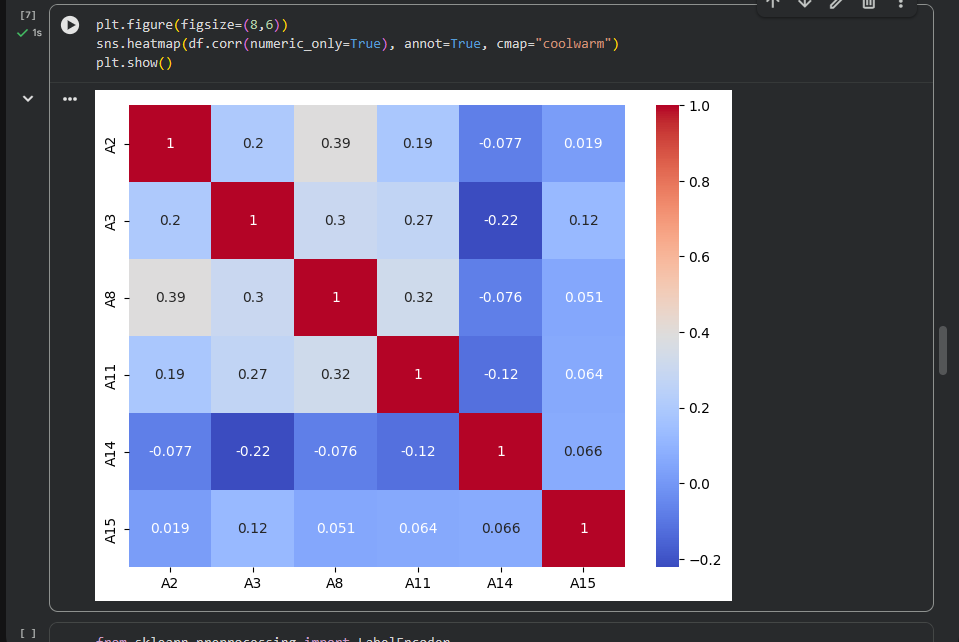 [7]
1s
plt.figure(figsize=(8,6))
sns.heatmap(df.corr(numeric_only=True), annot=True, cmap="coolwarm")
plt.show()
A2 1 0.2 0.39 0.19 -0.077 0.019
A3 0.2 1 0.3 0.27 -0.22 0.12
A8 0.39 0.3 1 0.32 -0.076 0.051
A11 0.19 0.27 0.32 1 -0.12 0.064
A14 -0.077 -0.22 -0.076 -0.12 1 0.066
A15 0.019 0.12 0.051 0.064 0.066 1
A2 A3 A8 A11 A14 A15
1.0
0.8
0.6
0.4
0.2
0.0
−0.2
[ ]
from sklearn.preprocessing import LabelEncoder